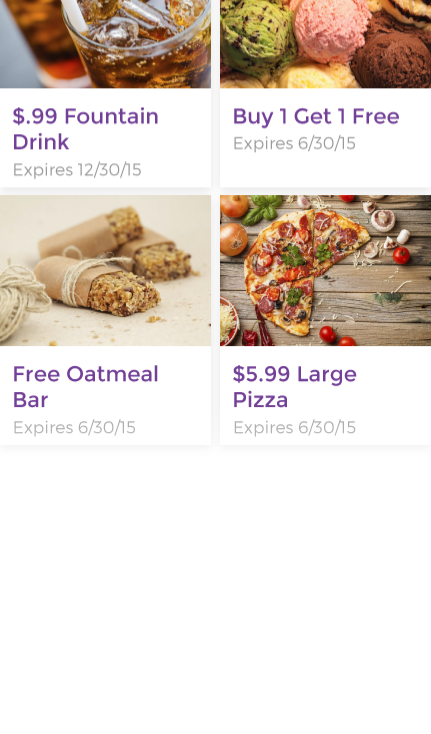 $.99 Fountain
Drink
Expires 12/30/15
Buy 1 Get 1 Free
Expires 6/30/15
Free Oatmeal
Bar
Expires 6/30/15
$5.99 Large
Pizza
Expires 6/30/15